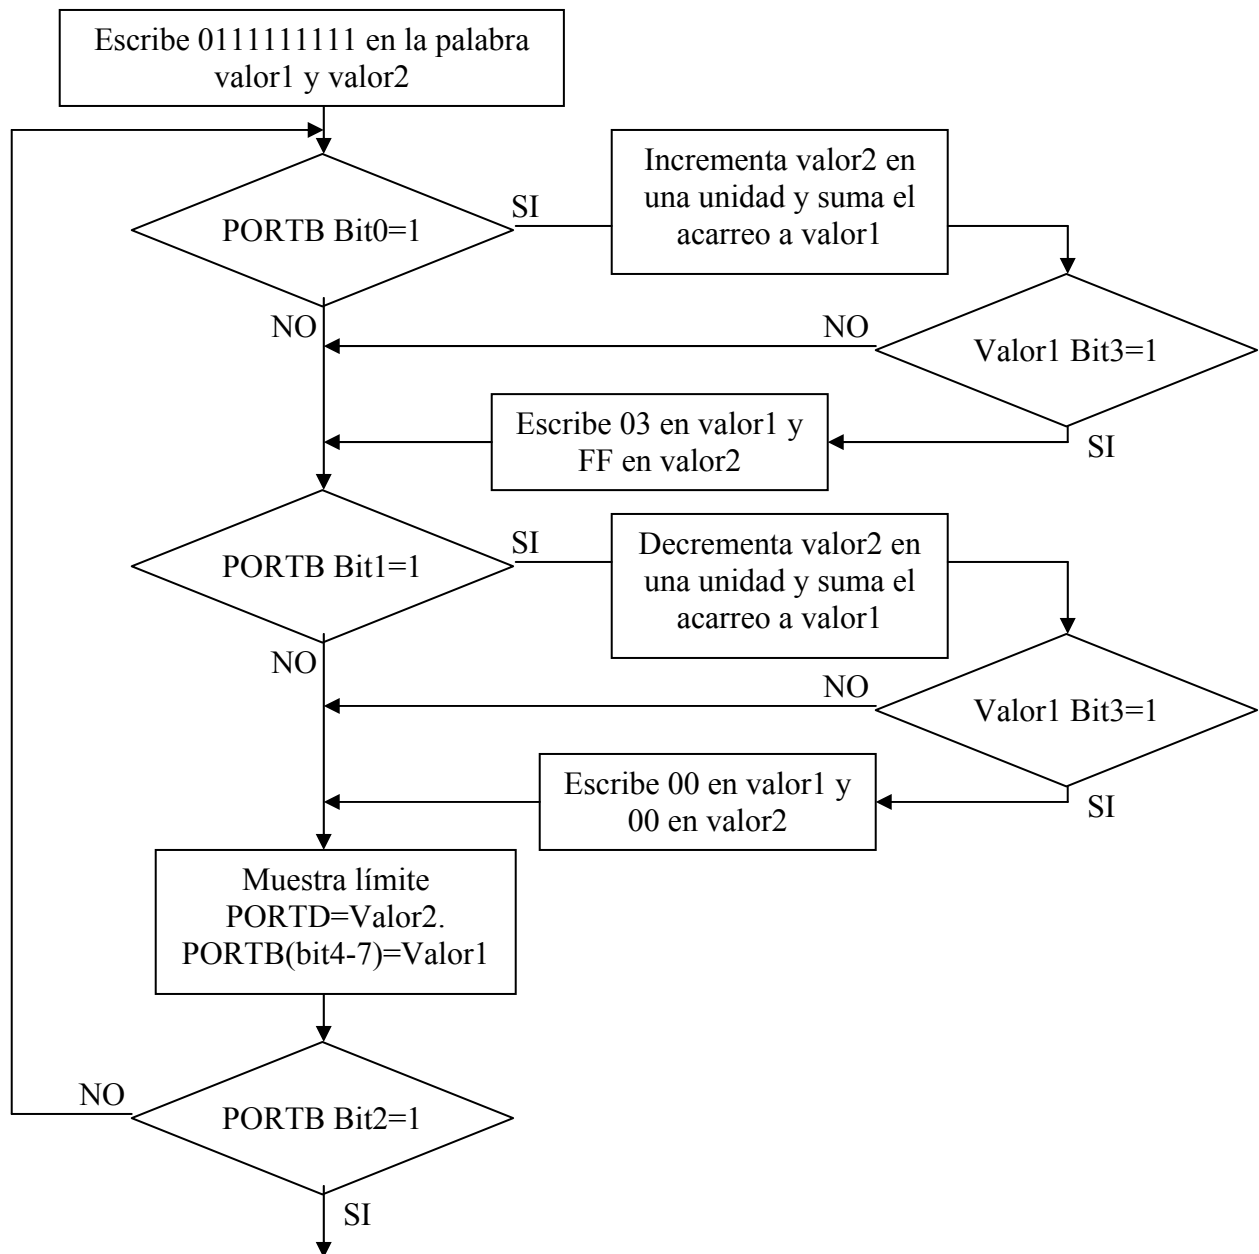 Escribe 0111111111 en la palabra
valor1 y valor2
PORTB Bit0=1
SI
Incrementa valor2 en
una unidad y suma el
acarreo a valor1
NO
NO
Valor1 Bit3=1
SI
Escribe 03 en valor1 y
FF en valor2
PORTB Bit1=1
SI
Decrementa valor2 en
una unidad y suma el
acarreo a valor1
NO
NO
Valor1 Bit3=1
SI
Escribe 00 en valor1 y
00 en valor2
Muestra límite
PORTD=Valor2.
PORTB(bit4-7)=Valor1
NO
PORTB Bit2=1
SI